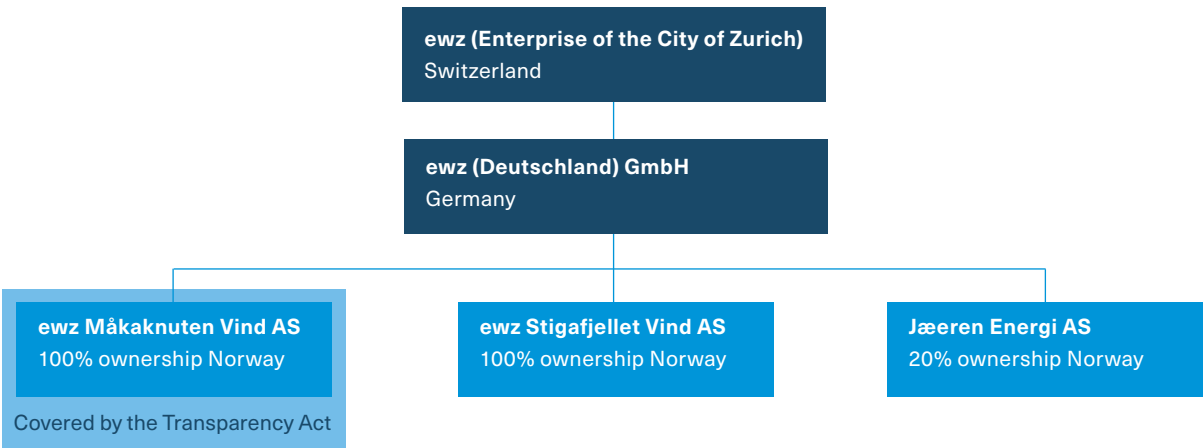 ewz (Enterprise of the City of Zurich)
Switzerland
ewz (Deutschland) GmbH
Germany
ewz Måkaknuten Vind AS
100% ownership Norway
Covered by the Transparency Act
ewz Stigafjellet Vind AS
100% ownership Norway
Jæeren Energi AS
20% ownership Norway